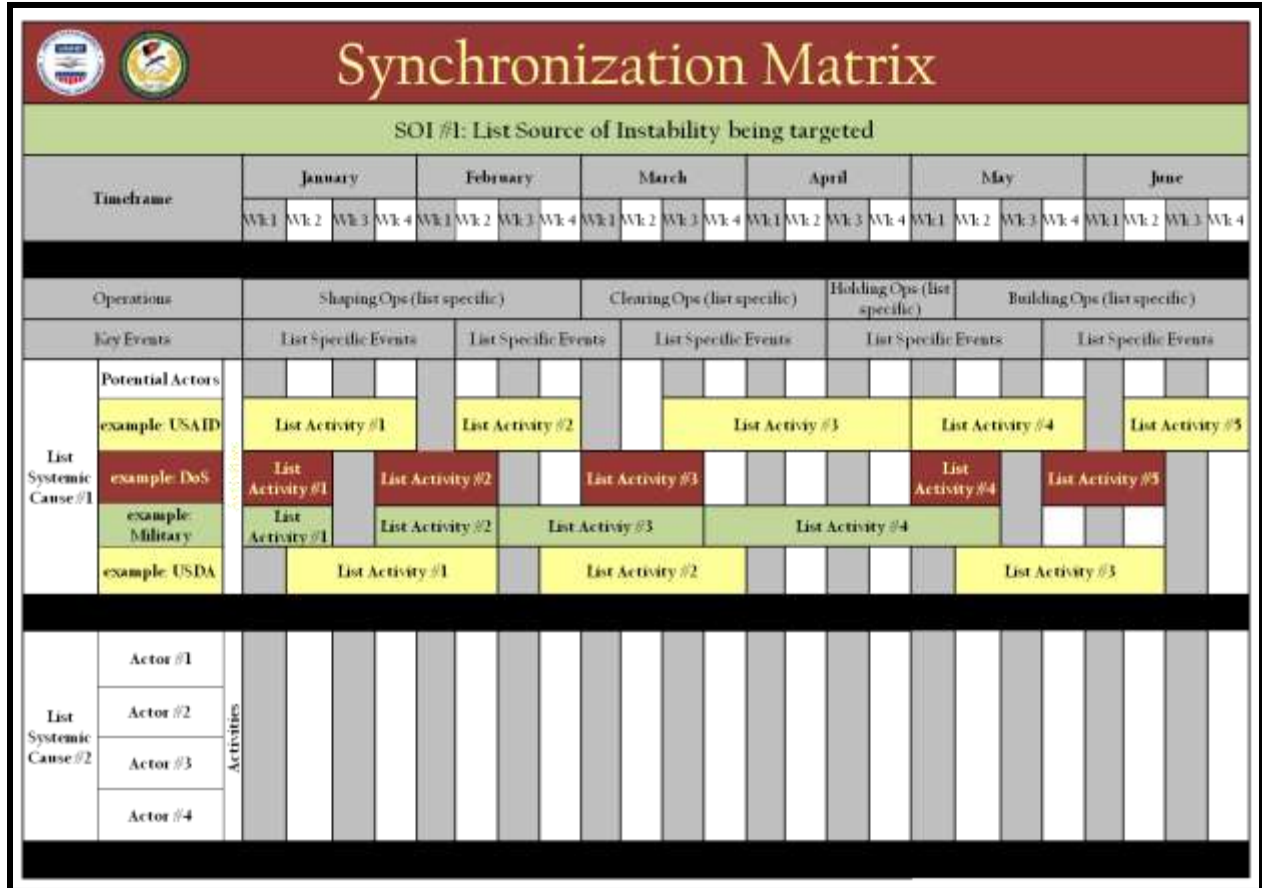 Synchronization Matrix
SOI #1: List Source of Instability being targeted
Timeframe
January February March April May June
Wk 1 Wk 2 Wk 3 Wk 4 Wk 1 Wk 2 Wk 3 Wk 4 Wk 1 Wk 2 Wk 3 Wk 4 Wk 1 Wk 2 Wk 3 Wk 4 Wk 1 Wk 2 Wk 3 Wk 4 Wk 1 Wk 2 Wk 3 Wk 4
Operations
Shaping Ops (list specific)
Clearing Ops (list specific)
Holding Ops (list
specific)
Building Ops (list specific)
Key Events
List Specific Events List Specific Events List Specific Events List Specific Events List Specific Events
List
Systemic
Cause #1
Potential Actors
example: USAID
List Activity #1 List Activity #2 List Activiy #3 List Activity #4 List Activity #5
example: DoS
List
Activity #1
List Activity #2 List Activity #3
List
Activity #4
List Activity #5
example:
Military
List
Activity #1
List Activity #2 List Activiy #3 List Activity #4
example: USDA
List Activity #1 List Activity #2 List Activity #3
List
Systemic
Cause #2
Actor #1
Actor #2
Actor #3
Actor #4
Activities